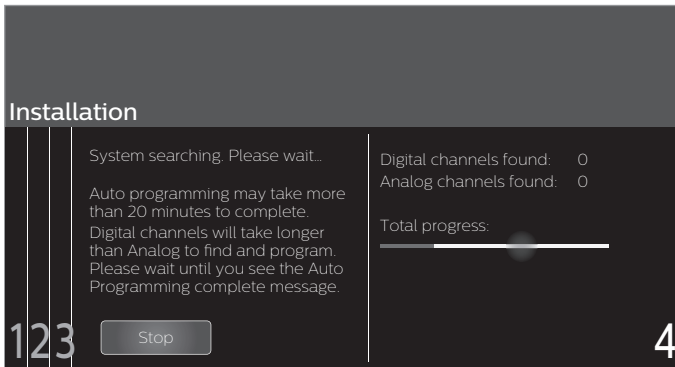 Installation
System searching. Please wait...
Auto programming may take more
than 20 minutes to complete.
Digital channels will take longer
than Analog to find and program.
Please wait until you see the Auto
Programming complete message.
Stop
Digital channels found: 0
Analog channels found: 0
Total progress:
123
4